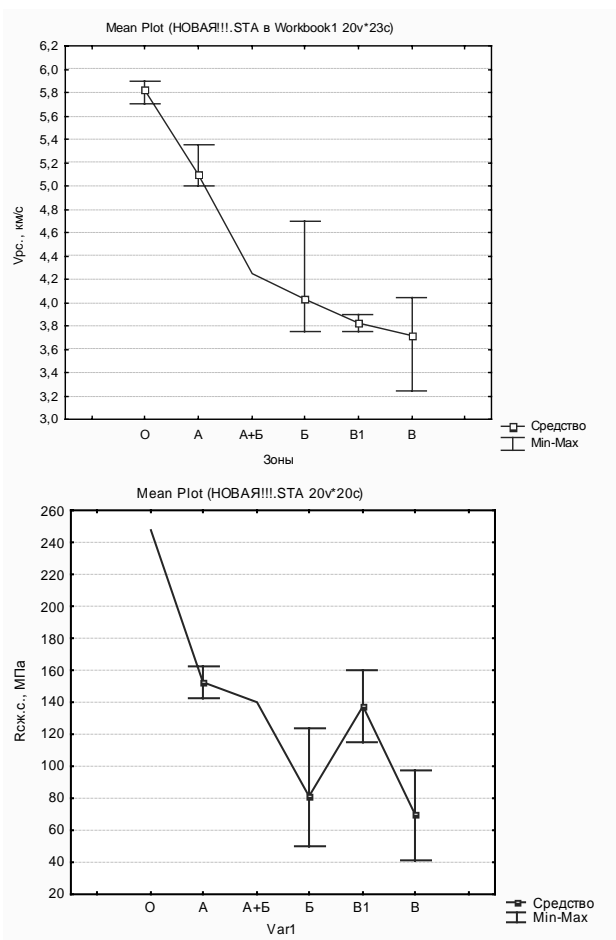 Mean Plot (НОВАЯ!!!.STA в Workbook1 20v*23c)
6,2
6,0
5,8
5,6
5,4
5,2
5,0
4,8
4,6
4,4
4,2
4,0
3,8
3,6
3,4
3,2
3,0
Vpc., км/с
О А А+Б Б В1 В
Зоны
Средство
Min-Max
Mean Plot (НОВАЯ!!!.STA 20v*20c)
260
240
220
200
180
160
140
120
100
80
60
40
20
Rсж.с., МПа
О А А+Б Б В1 В
Var1
Средство
Min-Max